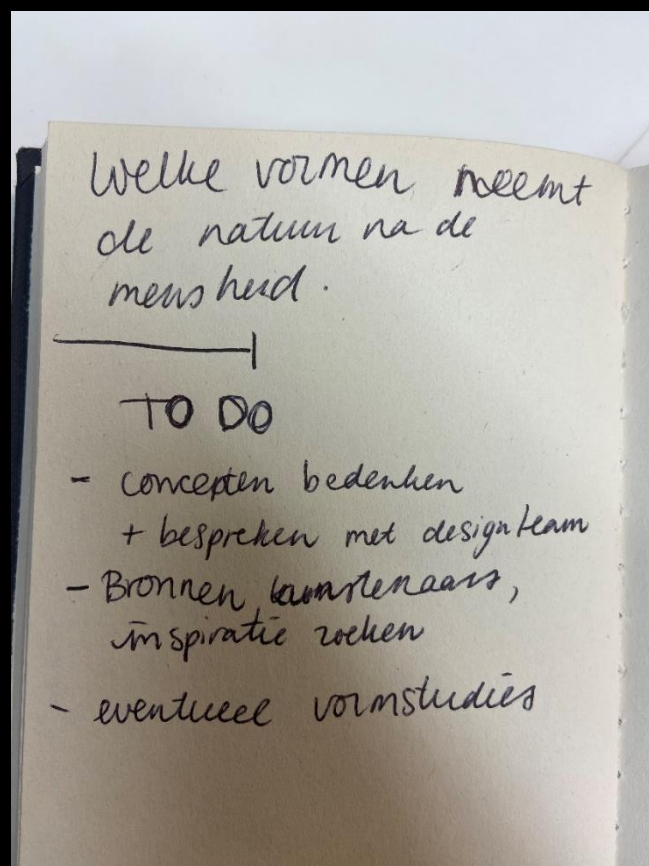 Welke vormen neemt
de natuur na de
mensheid.
TO DO
- concepten bedenken
+ bespreken met designteam
- Bronnen kunstenaars,
inspiratie zoeken
- eventueel vormstudies